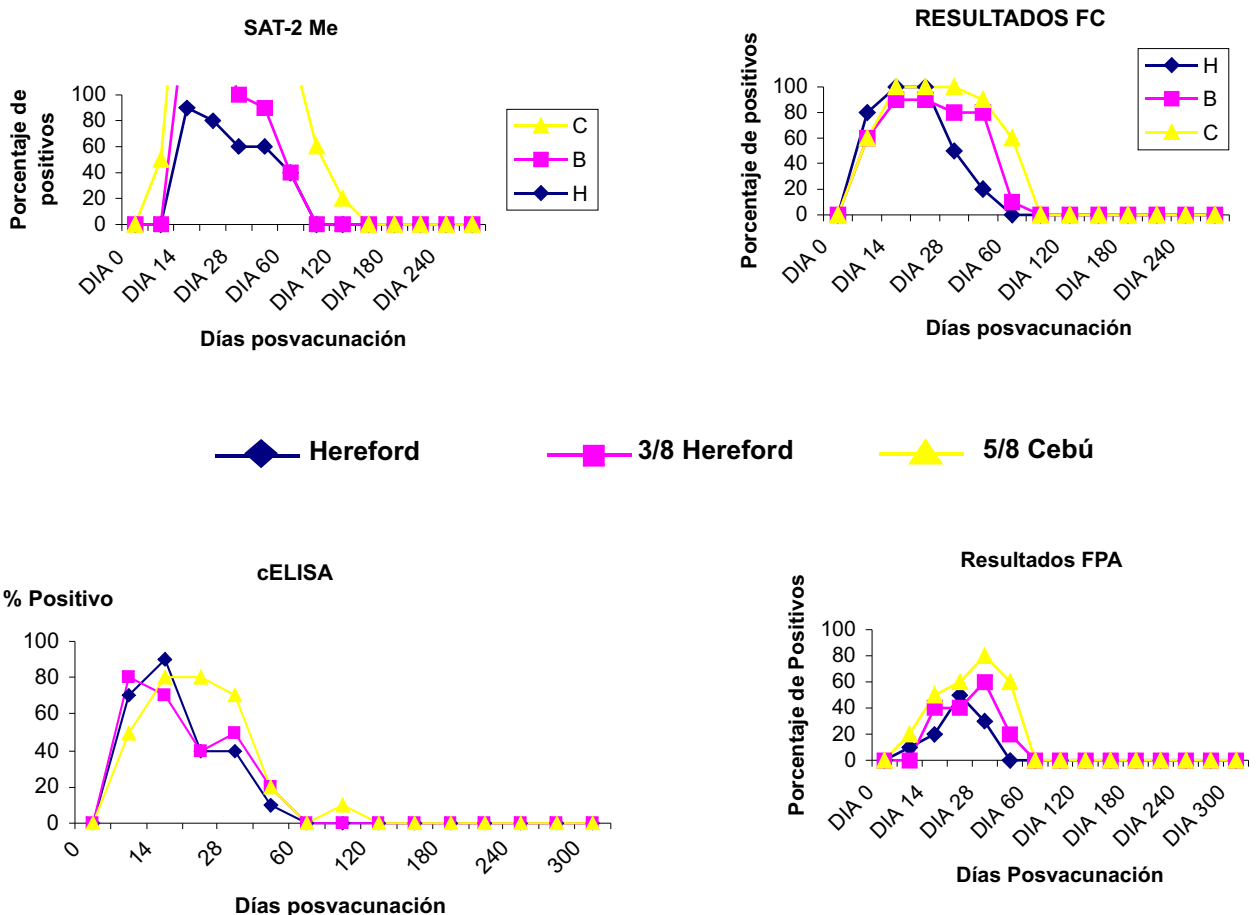 SAT-2 Me
Porcentaje de
positivos
100
80
60
40
20
0
DIA 0
DIA 14
DIA 28
DIA 60
DIA 120
DIA 180
DIA 240
Días posvacunación
C
B
H
RESULTADOS FC
Porcentaje de positivos
100
80
60
40
20
0
DIA 0
DIA 14
DIA 28
DIA 60
DIA 120
DIA 180
DIA 240
Días posvacunación
H
B
C
Hereford
3/8 Hereford
5/8 Cebú
cELISA
% Positivo
100
80
60
40
20
0
0
14
28
60
120
180
240
300
Días posvacunación
Resultados FPA
Porcentaje de Positivos
100
80
60
40
20
0
DIA 0
DIA 14
DIA 28
DIA 60
DIA 120
DIA 180
DIA 240
DIA 300
Días Posvacunación